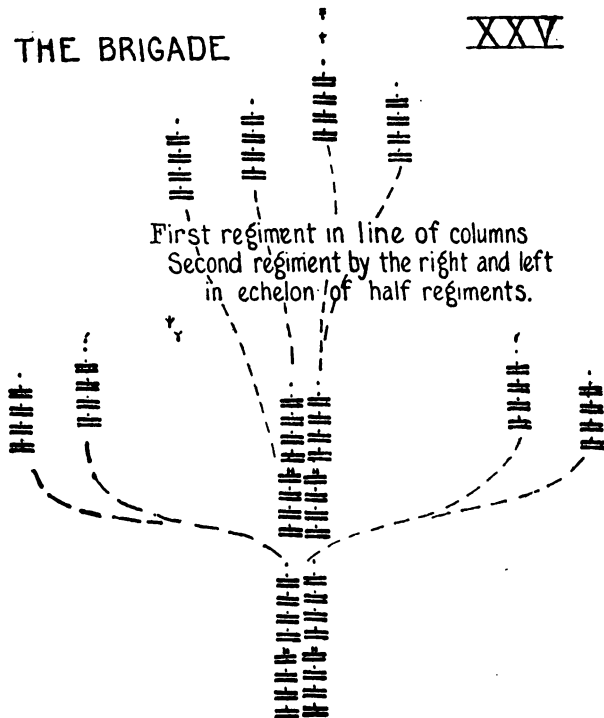 THE BRIGADE
XXV
First regiment in line of columns
Second regiment by the right and left
in echelon of half regiments.